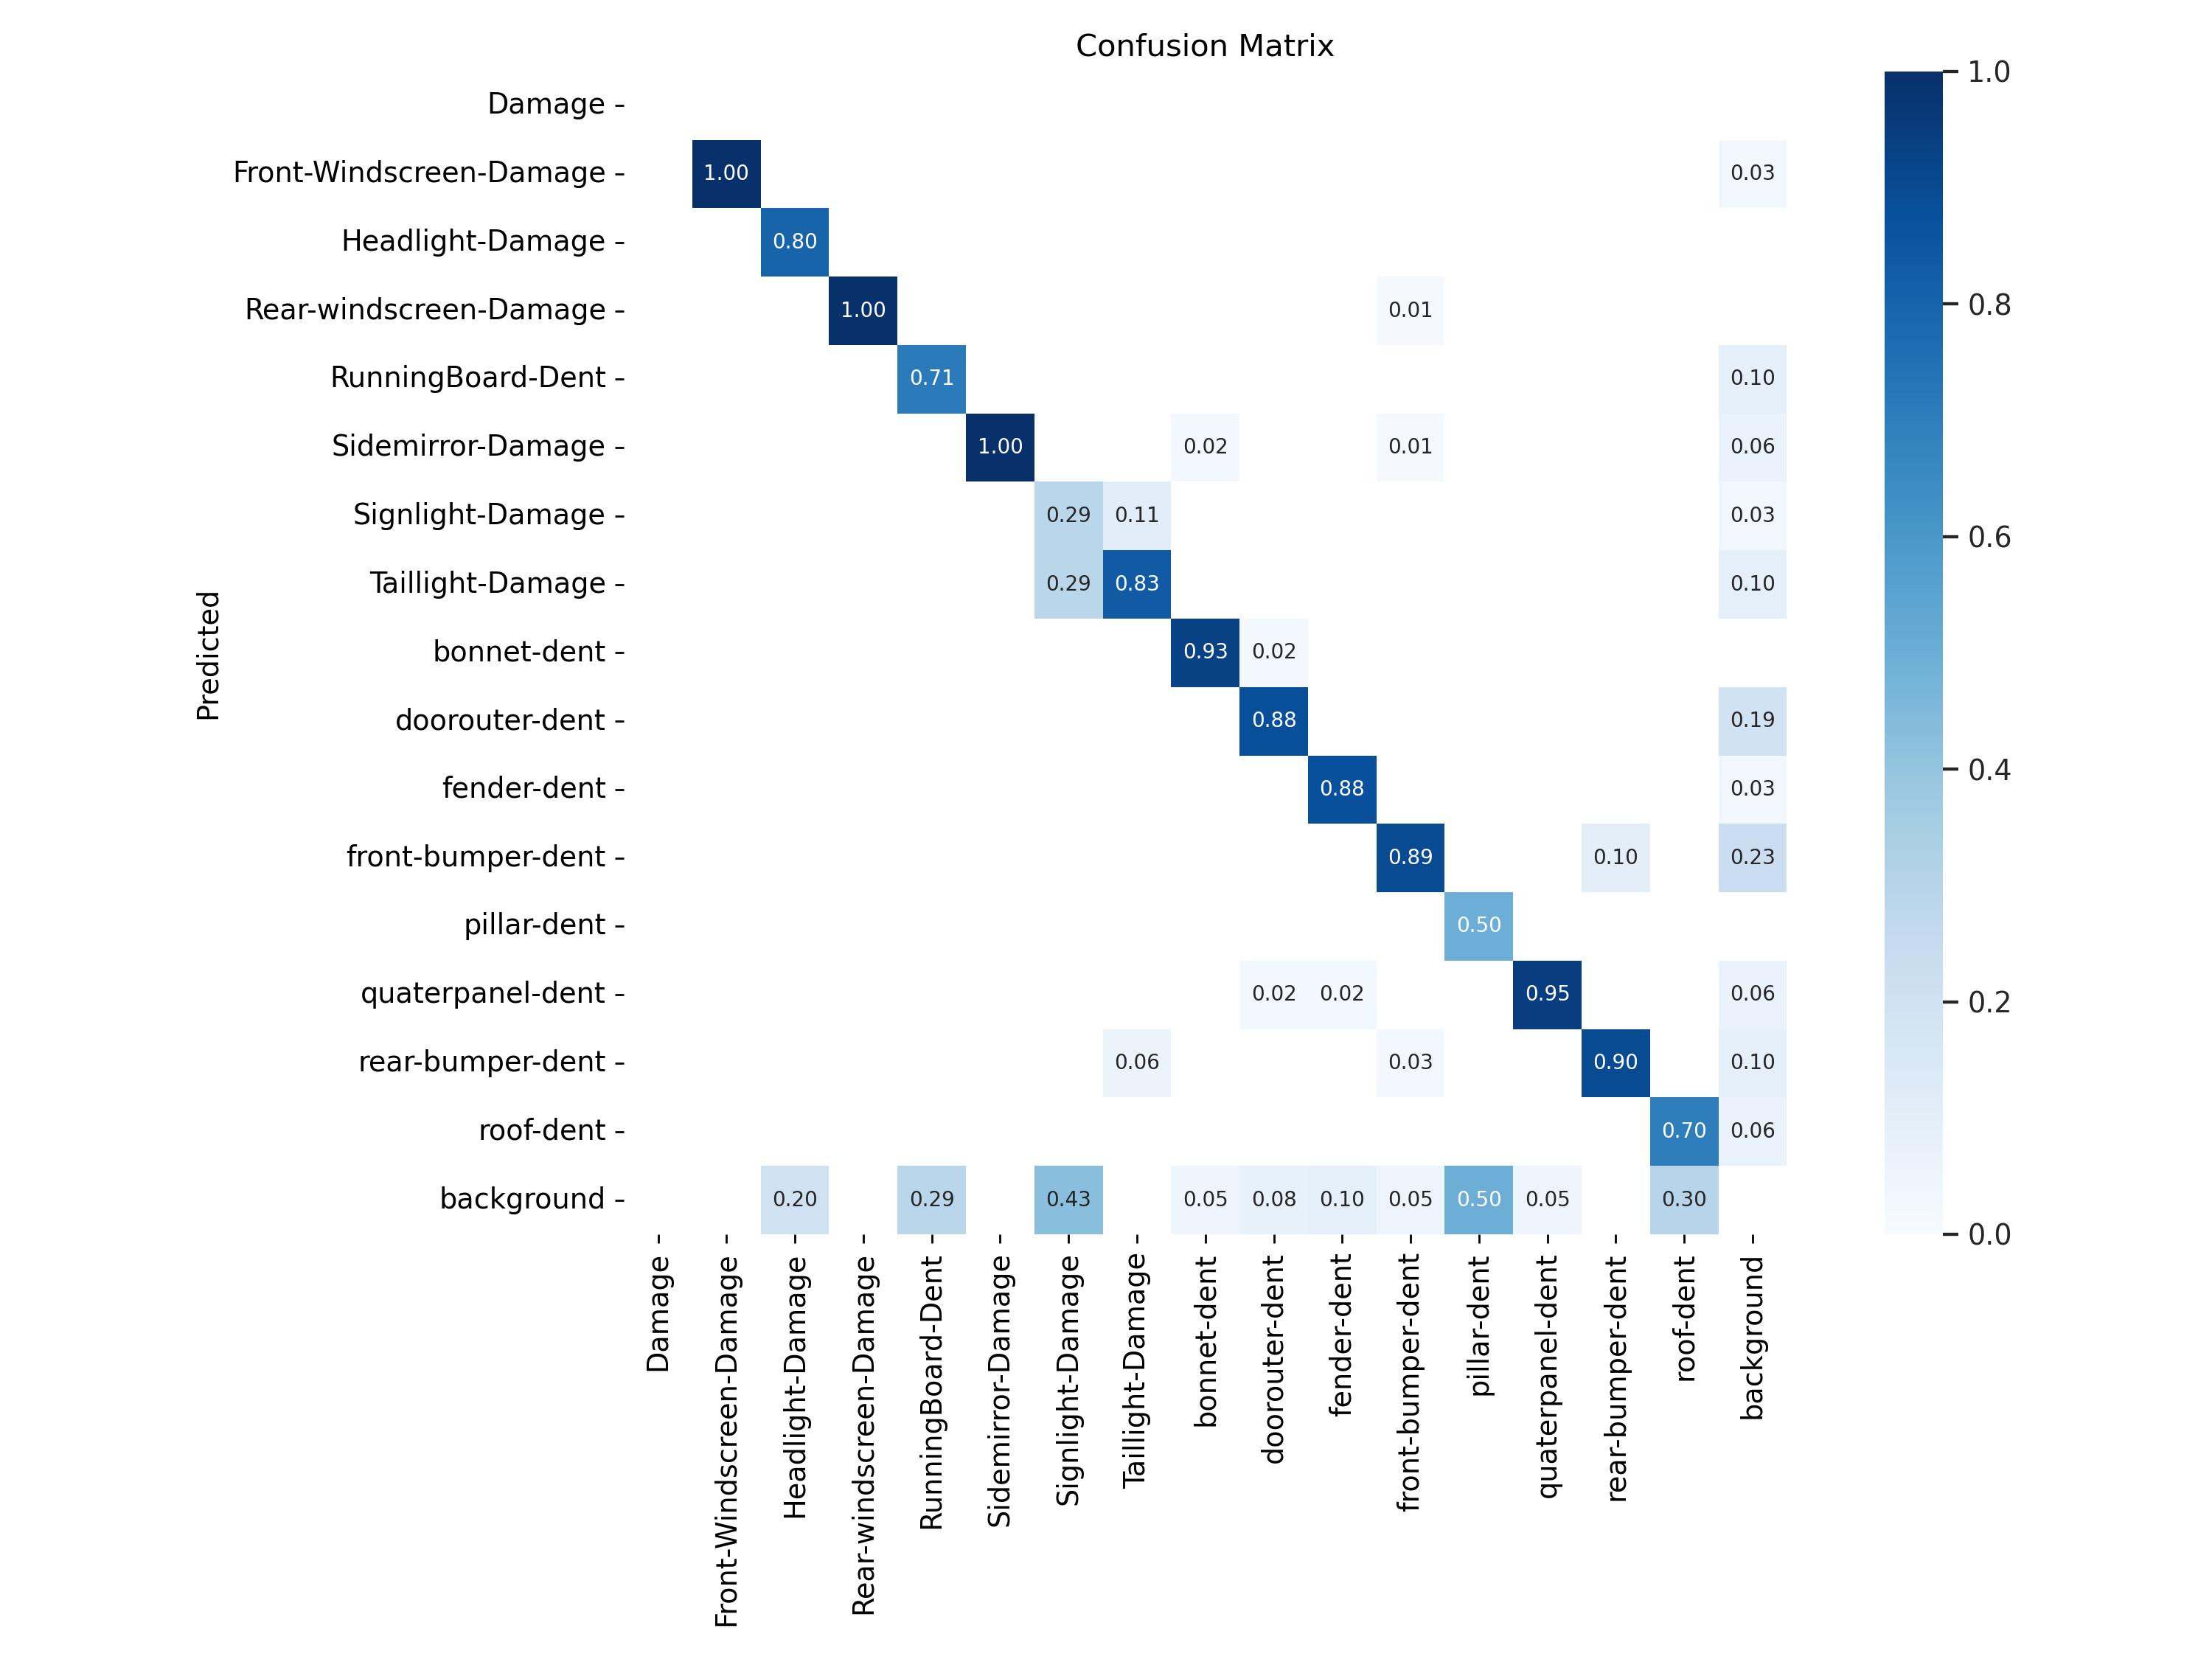 Confusion Matrix
Damage
Front-Windscreen-Damage 1.00 0.03
Headlight-Damage 0.80
Rear-windscreen-Damage 1.00 0.01
RunningBoard-Dent 0.71 0.10
Sidemirror-Damage 1.00 0.02 0.01 0.06
Signlight-Damage 0.29 0.11 0.03
Taillight-Damage 0.29 0.83 0.10
bonnet-dent 0.93 0.02
doorouter-dent 0.88 0.19
fender-dent 0.88 0.03
front-bumper-dent 0.89 0.10 0.23
pillar-dent 0.50
quaterpanel-dent 0.02 0.02 0.95 0.06
rear-bumper-dent 0.06 0.03 0.90 0.10
roof-dent 0.70 0.06
background 0.20 0.29 0.43 0.05 0.08 0.10 0.05 0.50 0.05 0.30
Predicted
Damage
Front-Windscreen-Damage
Headlight-Damage
Rear-windscreen-Damage
RunningBoard-Dent
Sidemirror-Damage
Signlight-Damage
Taillight-Damage
bonnet-dent
doorouter-dent
fender-dent
front-bumper-dent
pillar-dent
quaterpanel-dent
rear-bumper-dent
roof-dent
background
1.0
0.8
0.6
0.4
0.2
0.0